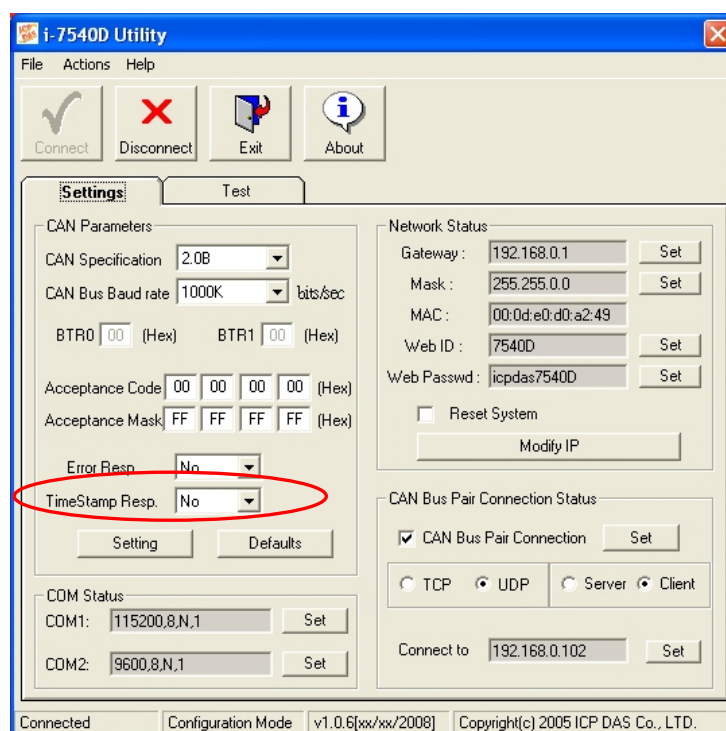 i-7540D Utility
File Actions Help
Connect Disconnect Exit About
Settings Test
CAN Parameters
CAN Specification 2.0B
CAN Bus Baud rate 1000K bits/sec
BTR0 00 (Hex) BTR1 00 (Hex)
Acceptance Code 00 00 00 00 (Hex)
Acceptance Mask FF FF FF FF (Hex)
Error Resp. No
TimeStamp Resp. No
Setting Defaults
COM Status
COM1: 115200,8,N,1 Set
COM2: 9600,8,N,1 Set
Network Status
Gateway : 192.168.0.1 Set
Mask : 255.255.0.0 Set
MAC : 00:0d:e0:d0:a2:49
Web ID : 7540D Set
Web Passwd : icpdas7540D Set
Reset System
Modify IP
CAN Bus Pair Connection Status
CAN Bus Pair Connection Set
TCP UDP Server Client
Connect to 192.168.0.102 Set
Connected Configuration Mode v1.0.6[xx/xx/2008] Copyright(c) 2005 ICP DAS Co., LTD.